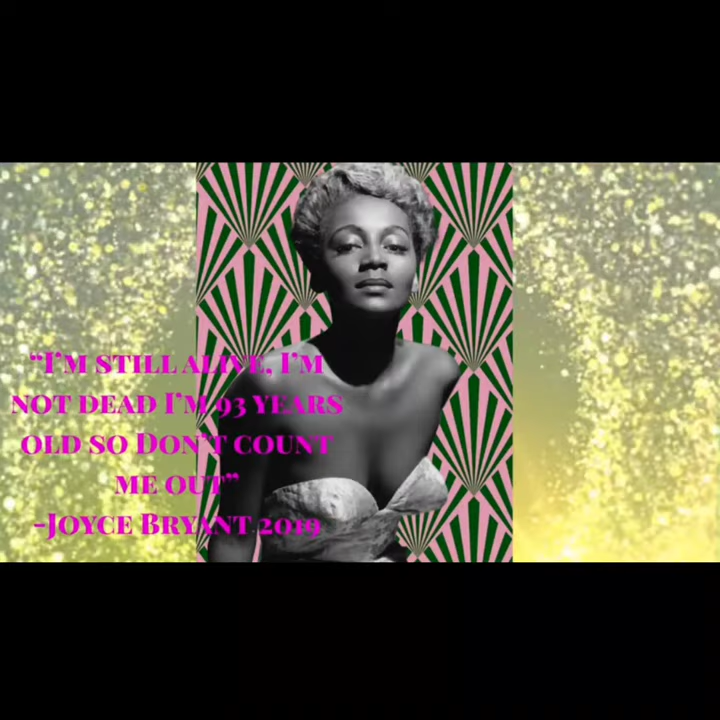 “I’m still alive, I’m
not dead I’m 93 years
old so Don’t count
me out”
-Joyce Bryant 2019